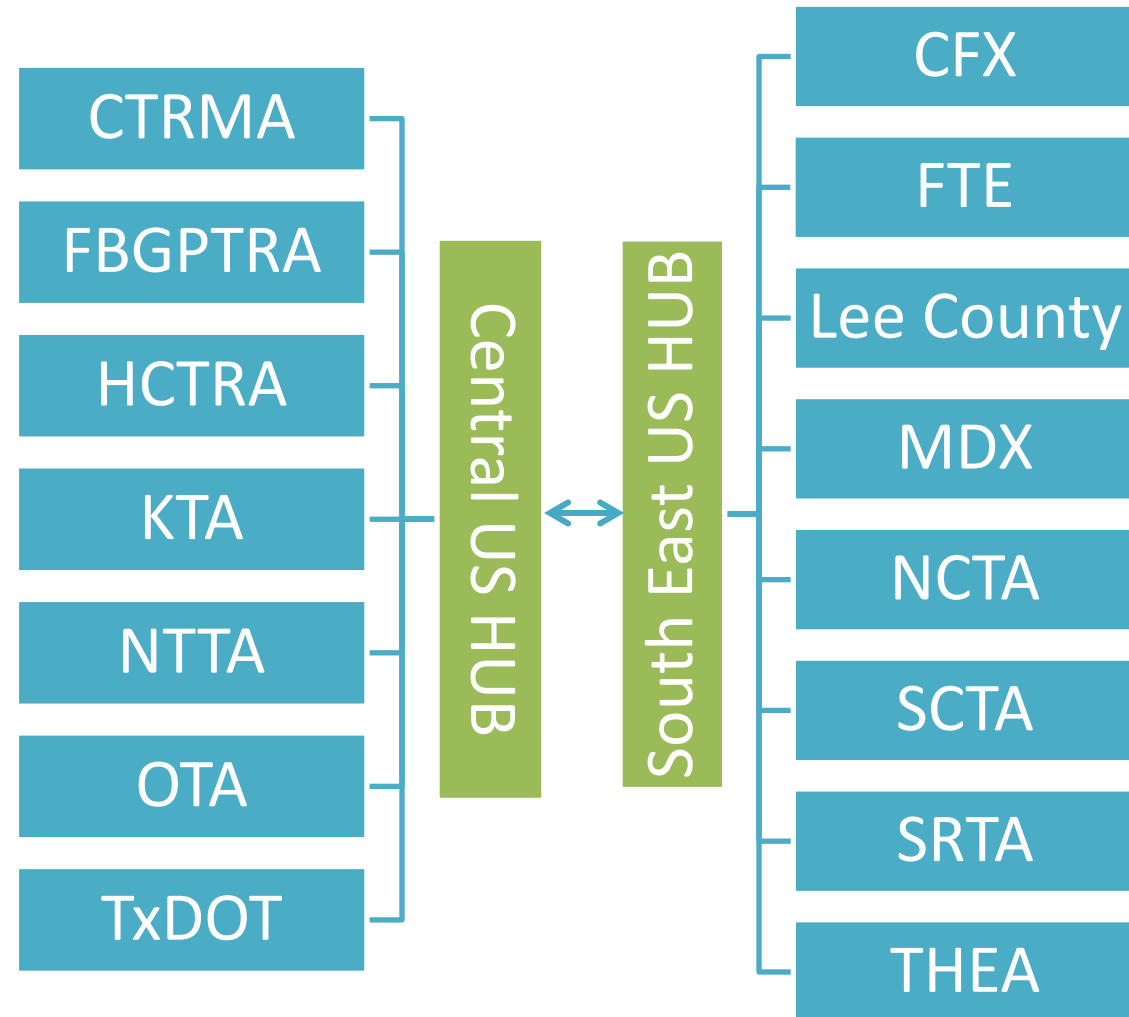 CTRMA
FBGPTRA
HCTRA
KTA
NTTA
OTA
TxDOT
Central US HUB
South East US HUB
CFX
FTE
Lee County
MDX
NCTA
SCTA
SRTA
THEA